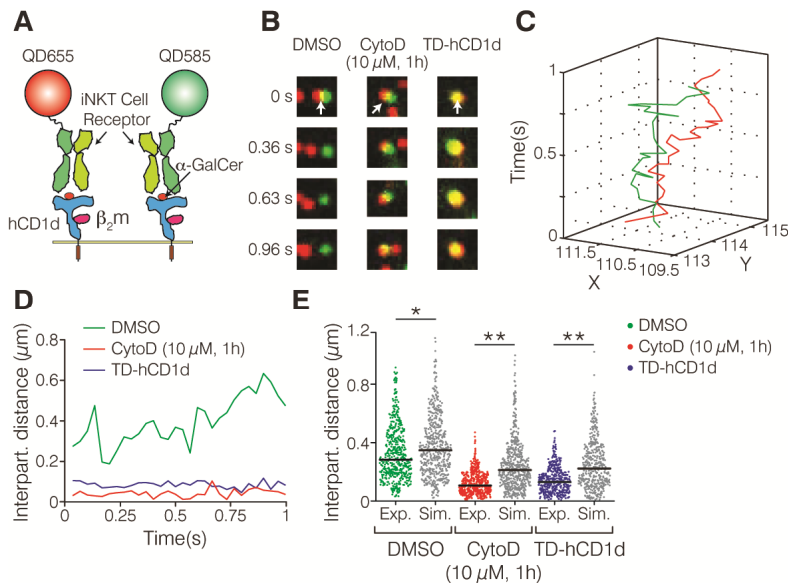 A
QD655
QD585
iNKT Cell
Receptor
α-GalCer
hCD1d
β2m
B
DMSO
CytoD
(10 µM, 1h)
TD-hCD1d
0 s
0.36 s
0.63 s
0.96 s
C
Time(s)
1
0.5
0
111.5
110.5
109.5
X
113
114
115
Y
D
Interpart. distance (µm)
0.8
0.6
0.4
0.2
0
DMSO
CytoD (10 µM, 1h)
TD-hCD1d
0 0.25 0.5 0.75 1
Time(s)
E
Interpart. distance (µm)
1.2
0.8
0.4
0
* ** **
DMSO
CytoD (10 µM, 1h)
TD-hCD1d
Exp. Sim. Exp. Sim. Exp. Sim.
DMSO CytoD TD-hCD1d
(10 µM, 1h)